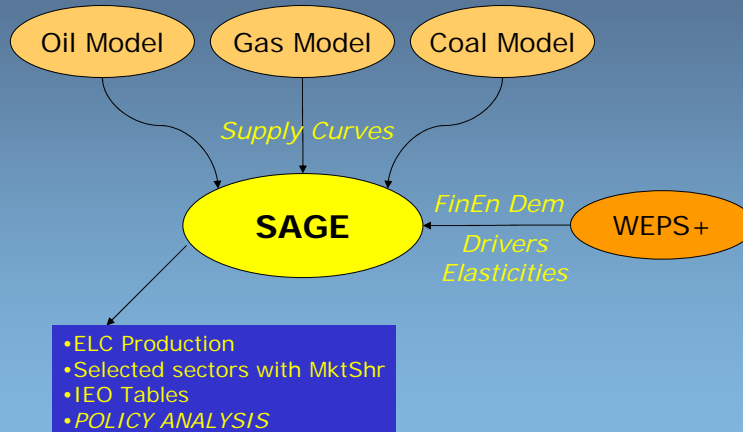 Oil Model
Gas Model
Coal Model
Supply Curves
SAGE
FinEn Dem
Drivers
Elasticities
WEPS+
•ELC Production
•Selected sectors with MktShr
•IEO Tables
•POLICY ANALYSIS